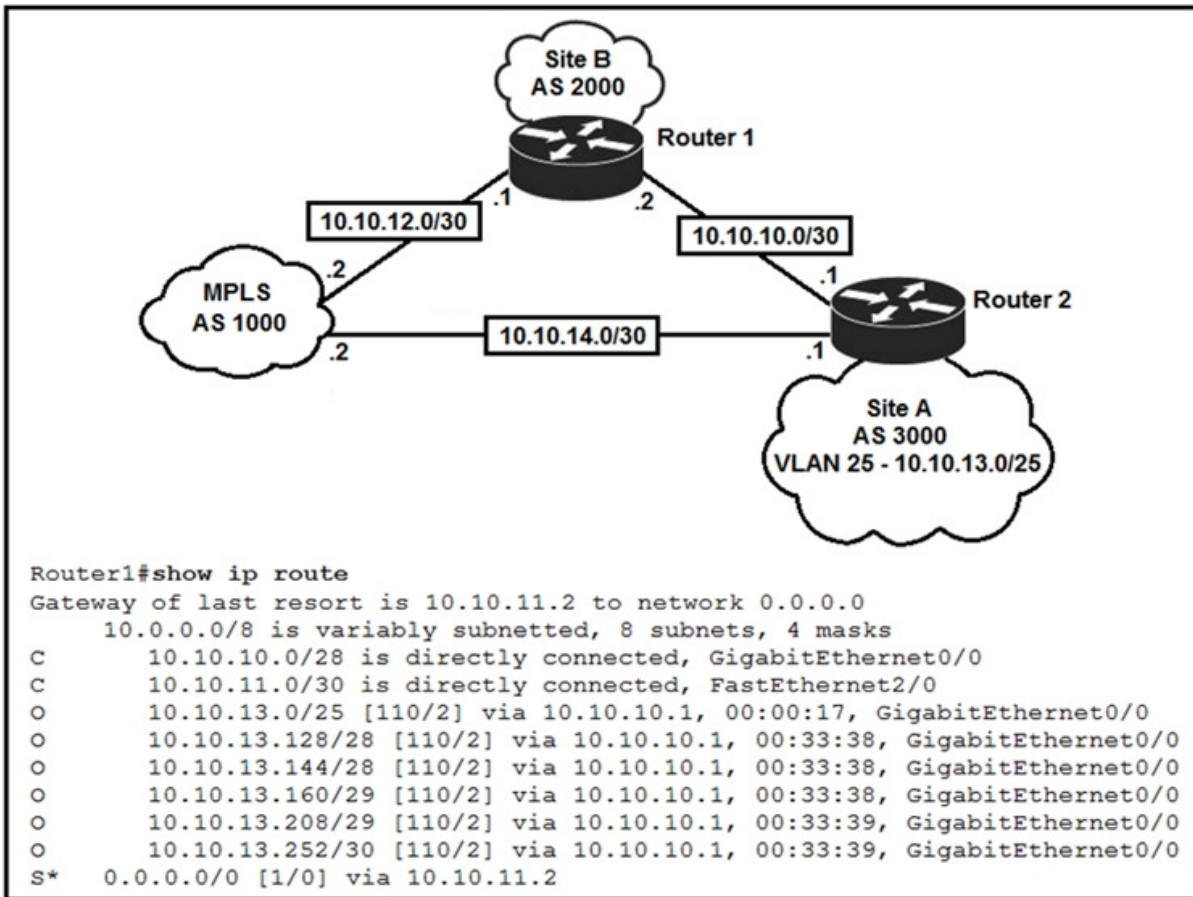 Site B
AS 2000
Router 1
.1
.2
10.10.12.0/30
10.10.10.0/30
.2
.1
MPLS
AS 1000
Router 2
10.10.14.0/30
.2
.1
Site A
AS 3000
VLAN 25 - 10.10.13.0/25
Router1#show ip route
Gateway of last resort is 10.10.11.2 to network 0.0.0.0
10.0.0.0/8 is variably subnetted, 8 subnets, 4 masks
C 10.10.10.0/28 is directly connected, GigabitEthernet0/0
C 10.10.11.0/30 is directly connected, FastEthernet2/0
O 10.10.13.0/25 [110/2] via 10.10.10.1, 00:00:17, GigabitEthernet0/0
O 10.10.13.128/28 [110/2] via 10.10.10.1, 00:33:38, GigabitEthernet0/0
O 10.10.13.144/28 [110/2] via 10.10.10.1, 00:33:38, GigabitEthernet0/0
O 10.10.13.160/29 [110/2] via 10.10.10.1, 00:33:38, GigabitEthernet0/0
O 10.10.13.208/29 [110/2] via 10.10.10.1, 00:33:39, GigabitEthernet0/0
O 10.10.13.252/30 [110/2] via 10.10.10.1, 00:33:39, GigabitEthernet0/0
S* 0.0.0.0/0 [1/0] via 10.10.11.2